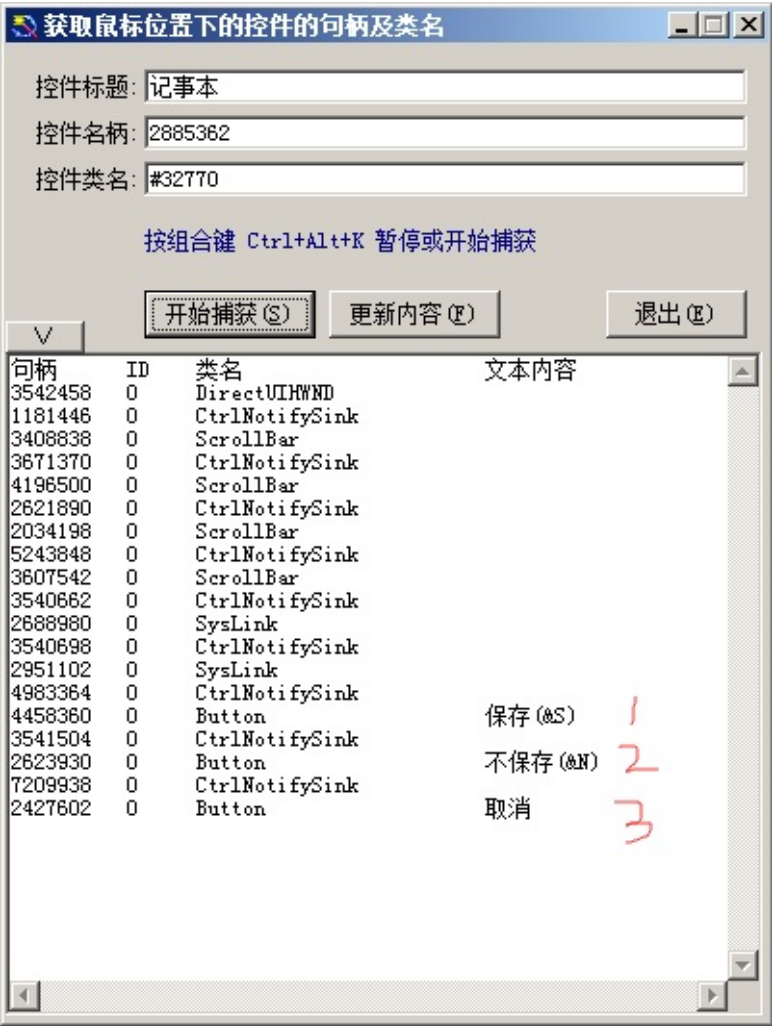 获取鼠标位置下的控件的句柄及类名
控件标题: 记事本
控件名柄: 2885362
控件类名: #32770
按组合键 Ctrl+Alt+K 暂停或开始捕获
开始捕获(S) 更新内容(F) 退出(E)
V
句柄 ID 类名 文本内容
3542458 0 DirectUIHWND
1181446 0 CtrlNotifySink
3408838 0 ScrollBar
3671370 0 CtrlNotifySink
4196500 0 ScrollBar
2621890 0 CtrlNotifySink
2034198 0 ScrollBar
5243848 0 CtrlNotifySink
3607542 0 ScrollBar
3540662 0 CtrlNotifySink
2688980 0 SysLink
3540698 0 CtrlNotifySink
2951102 0 SysLink
4983364 0 CtrlNotifySink
4458360 0 Button 保存(&S) 1
3541504 0 CtrlNotifySink
2623930 0 Button 不保存(&N) 2
7209938 0 CtrlNotifySink
2427602 0 Button 取消 3